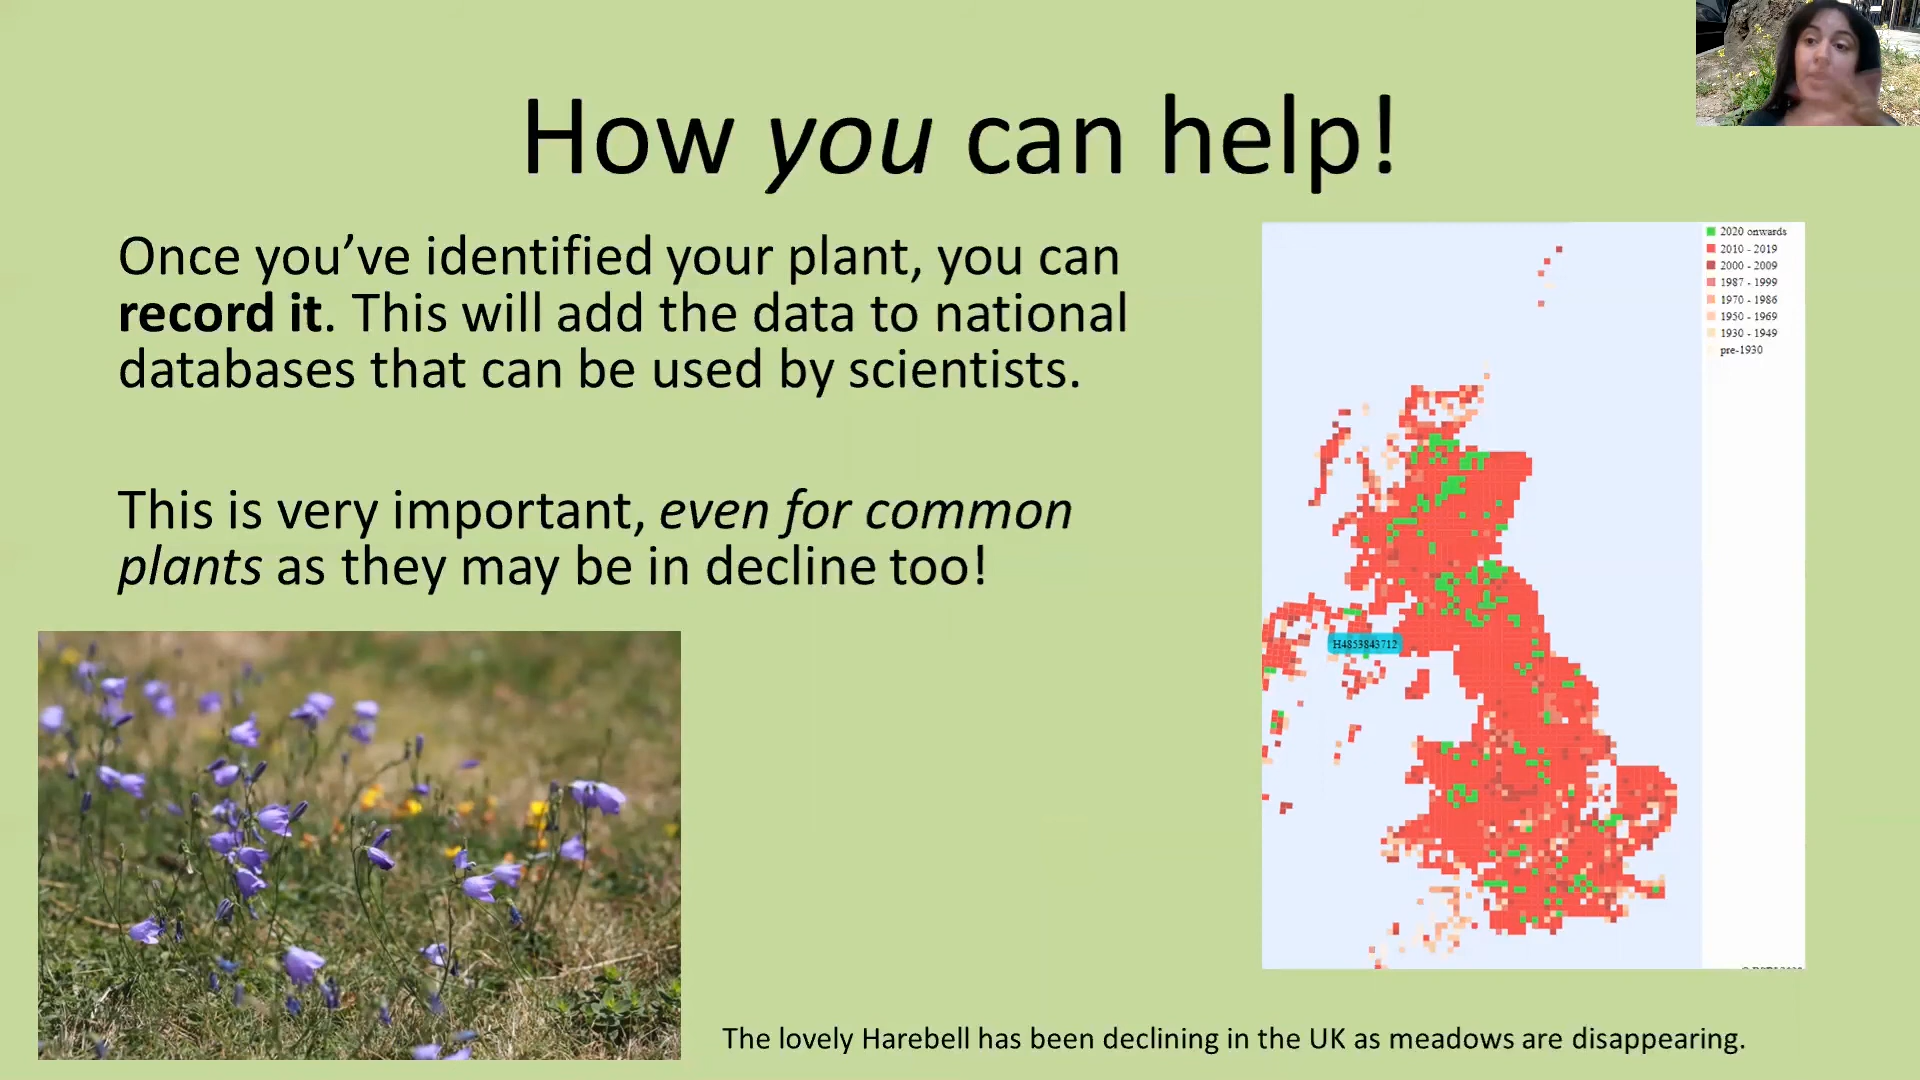 How you can help!
Once you’ve identified your plant, you can
record it. This will add the data to national
databases that can be used by scientists.
This is very important, even for common
plants as they may be in decline too!
2020 onwards
2010 - 2019
2000 - 2009
1987 - 1999
1970 - 1986
1950 - 1969
1930 - 1949
pre-1930
H4853843712
The lovely Harebell has been declining in the UK as meadows are disappearing.